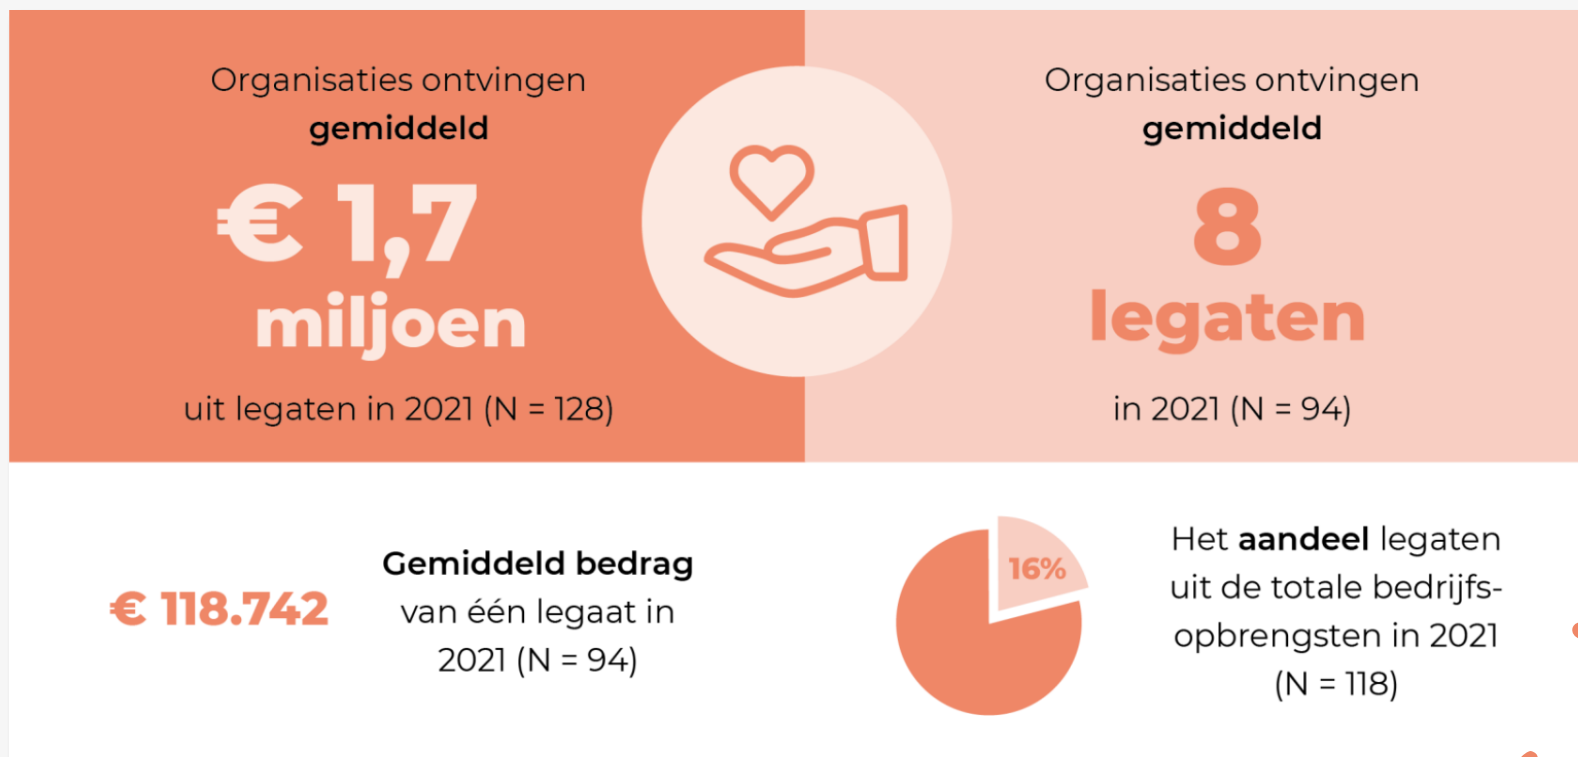 Organisaties ontvingen
gemiddeld
€ 1,7
miljoen
uit legaten in 2021 (N = 128)
Organisaties ontvingen
gemiddeld
8
legaten
in 2021 (N = 94)
€ 118.742
Gemiddeld bedrag
van één legaat in
2021 (N = 94)
16%
Het aandeel legaten
uit de totale bedrijfs-
opbrengsten in 2021
(N = 118)